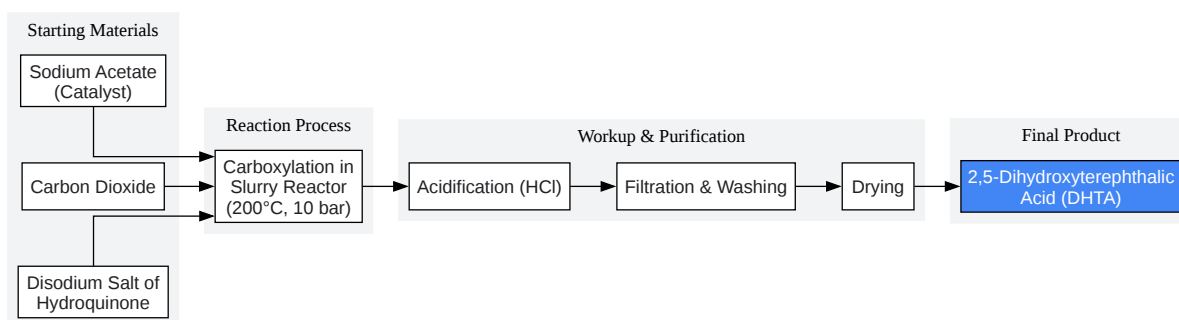 Starting Materials
Sodium Acetate
(Catalyst)
Carbon Dioxide
Disodium Salt of
Hydroquinone
Reaction Process
Carboxylation in
Slurry Reactor
(200°C, 10 bar)
Workup & Purification
Acidification (HCl)
Filtration & Washing
Drying
Final Product
2,5-Dihydroxyterephthalic
Acid (DHTA)